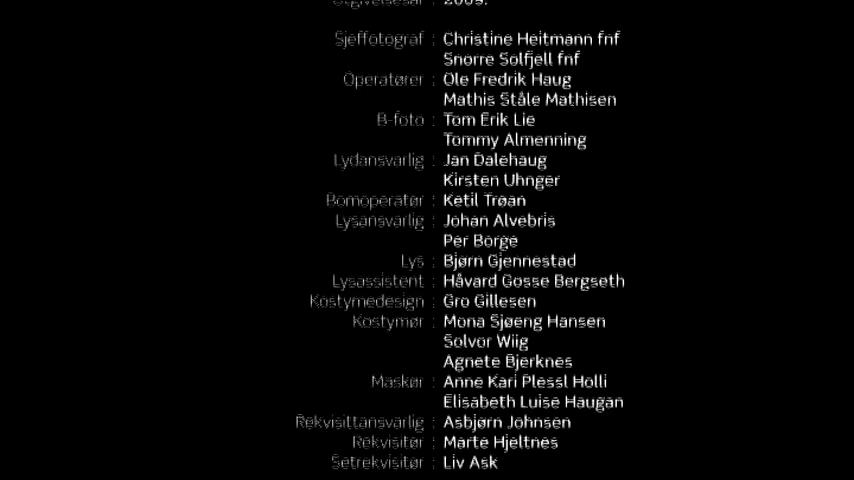 Utgivelsesår : 2009.
Sjeffotograf : Christine Heitmann fnf
Snorre Solfjell fnf
Operatører : Ole Fredrik Haug
Mathis Ståle Mathisen
B-foto : Tom Erik Lie
Tommy Almenning
Lydansvarlig : Jan Dalehaug
Kirsten Uhnger
Bomoperatør : Ketil Trøan
Lysansvarlig : Johan Alvebris
Per Borge
Lys : Bjørn Gjennestad
Lysassistent : Håvard Gosse Bergseth
Kostymedesign : Gro Gillesen
Kostymør : Mona Sjøeng Hansen
Solvor Wiig
Agnete Bjerknes
Maskør : Anne Kari Plessl Holli
Elisabeth Luise Haugan
Rekvisittansvarlig : Asbjørn Johnsen
Rekvisitør : Marte Hjeltnes
Setrekvisitør : Liv Ask